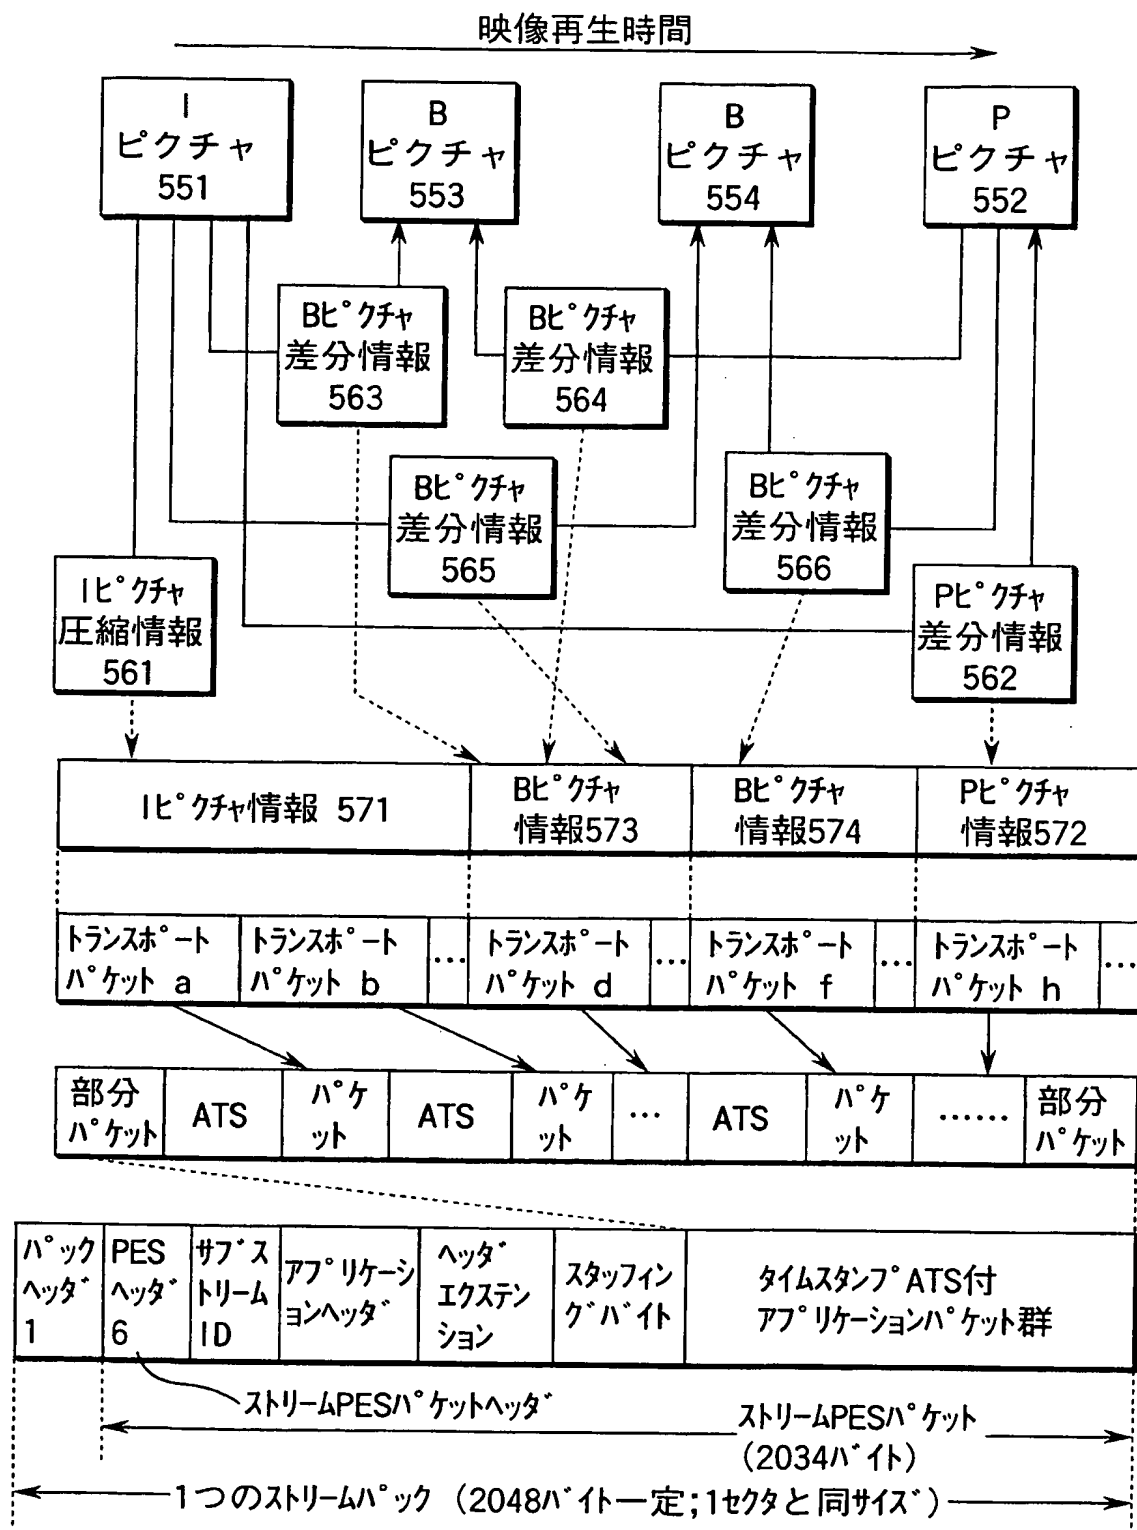 映像再生時間
I
ピクチャ
551
B
ピクチャ
553
B
ピクチャ
554
P
ピクチャ
552
Bピクチャ
差分情報
563
Bピクチャ
差分情報
564
Bピクチャ
差分情報
565
Bピクチャ
差分情報
566
Iピクチャ
圧縮情報
561
Pピクチャ
差分情報
562
Iピクチャ情報 571
Bピクチャ
情報573
Bピクチャ
情報574
Pピクチャ
情報572
トランスポート
パケット a
トランスポート
パケット b
…
トランスポート
パケット d
…
トランスポート
パケット f
…
トランスポート
パケット h
…
部分
パケット
ATS
パケ
ット
ATS
パケ
ット
…
ATS
パケ
ット
……
部分
パケット
パック
ヘッダ
1
PES
ヘッダ
6
サブス
トリーム
ID
アプリケーシ
ョンヘッダ
ヘッダ
エクステン
ション
スタッフィン
グバイト
タイムスタンプATS付
アプリケーションパケット群
ストリームPESパケットヘッダ
ストリームPESパケット
(2034バイト)
1つのストリームパック (2048バイト一定;1セクタと同サイズ)